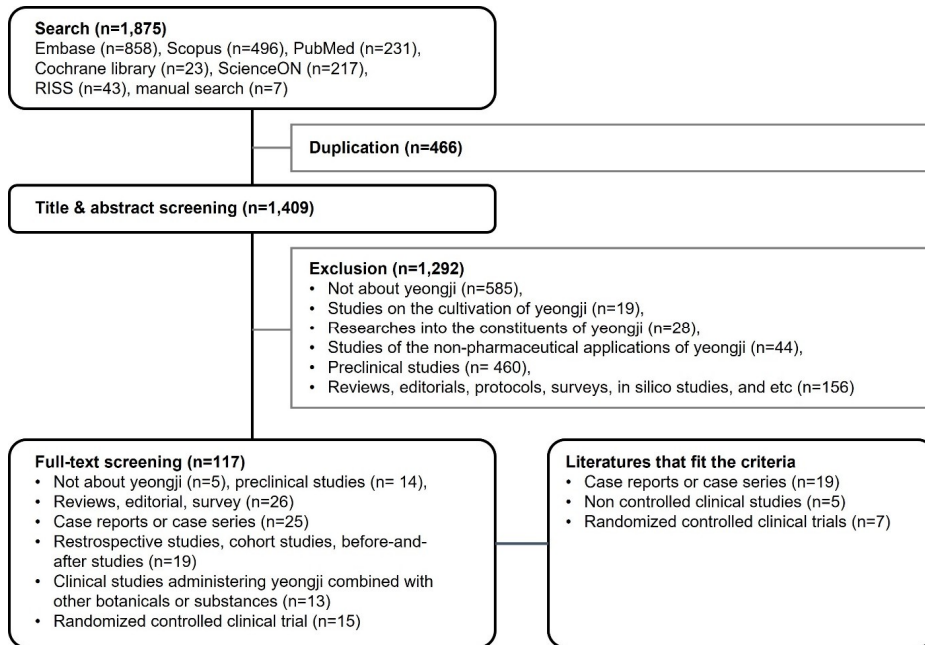 Search (n=1,875)
Embase (n=858), Scopus (n=496), PubMed (n=231),
Cochrane library (n=23), ScienceON (n=217),
RISS (n=43), manual search (n=7)
Duplication (n=466)
Title & abstract screening (n=1,409)
Exclusion (n=1,292)
• Not about yeongji (n=585),
• Studies on the cultivation of yeongji (n=19),
• Researches into the constituents of yeongji (n=28),
• Studies of the non-pharmaceutical applications of yeongji (n=44),
• Preclinical studies (n= 460),
• Reviews, editorials, protocols, surveys, in silico studies, and etc (n=156)
Full-text screening (n=117)
• Not about yeongji (n=5), preclinical studies (n= 14),
• Reviews, editorial, survey (n=26)
• Case reports or case series (n=25)
• Restrospective studies, cohort studies, before-and-
after studies (n=19)
• Clinical studies administering yeongji combined with
other botanicals or substances (n=13)
• Randomized controlled clinical trial (n=15)
Literatures that fit the criteria
• Case reports or case series (n=19)
• Non controlled clinical studies (n=5)
• Randomized controlled clinical trials (n=7)